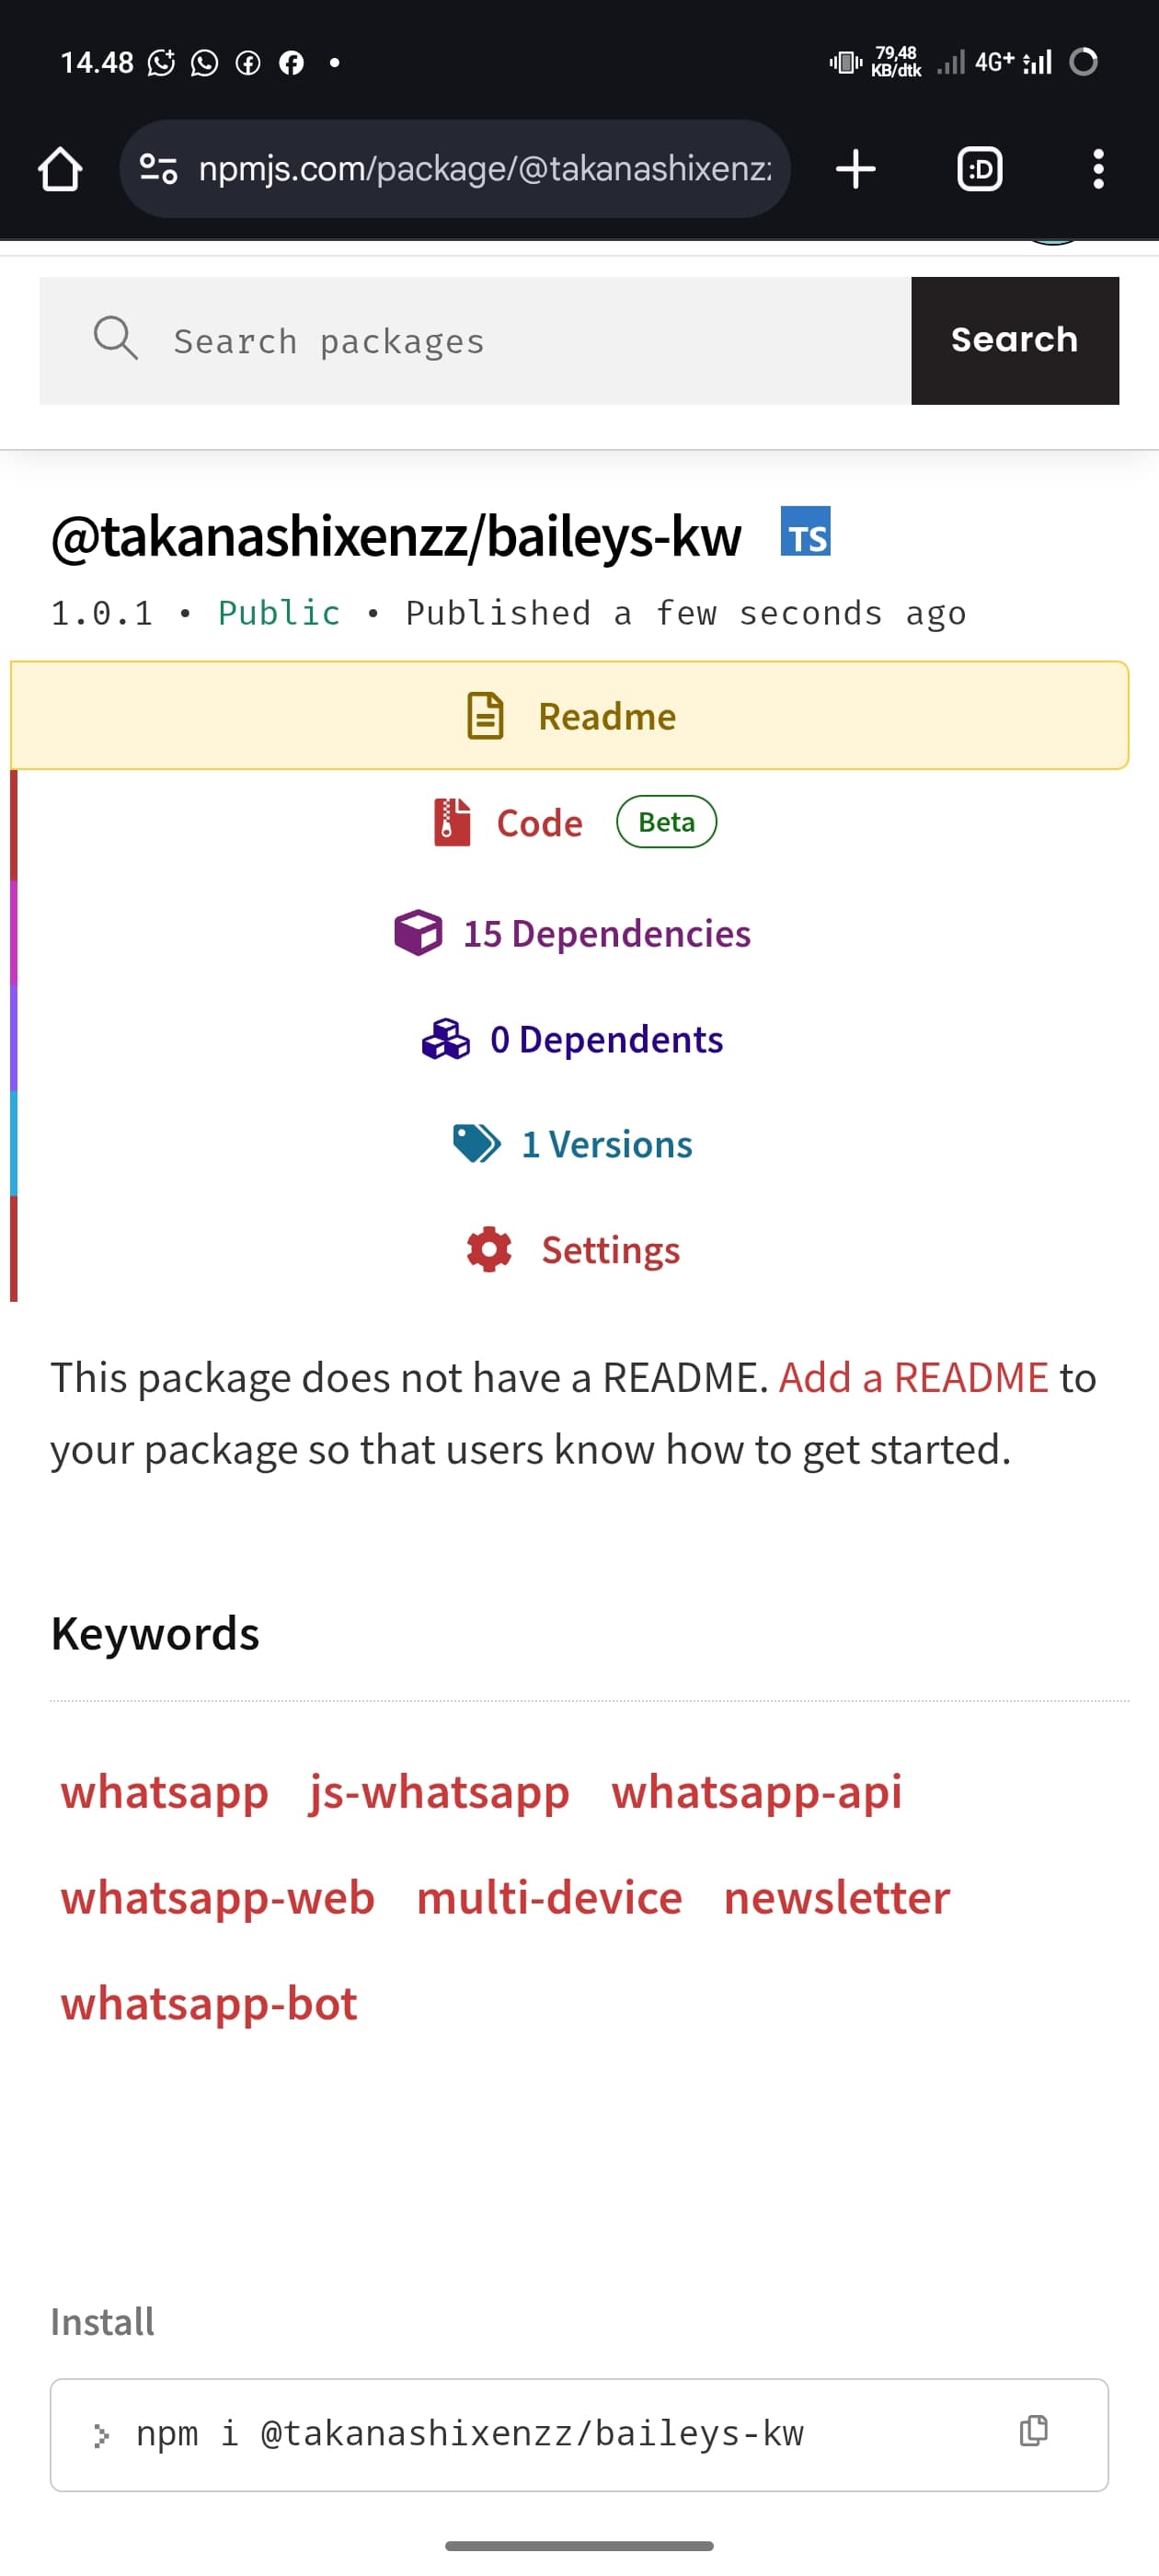 14.48
79,48
KB/dtk
4G+
npmjs.com/package/@takanashixenz
:D
Search packages
Search
@takanashixenzz/baileys-kw TS
1.0.1 • Public • Published a few seconds ago
Readme
Code Beta
15 Dependencies
0 Dependents
1 Versions
Settings
This package does not have a README. Add a README to
your package so that users know how to get started.
Keywords
whatsapp js-whatsapp whatsapp-api
whatsapp-web multi-device newsletter
whatsapp-bot
Install
npm i @takanashixenzz/baileys-kw